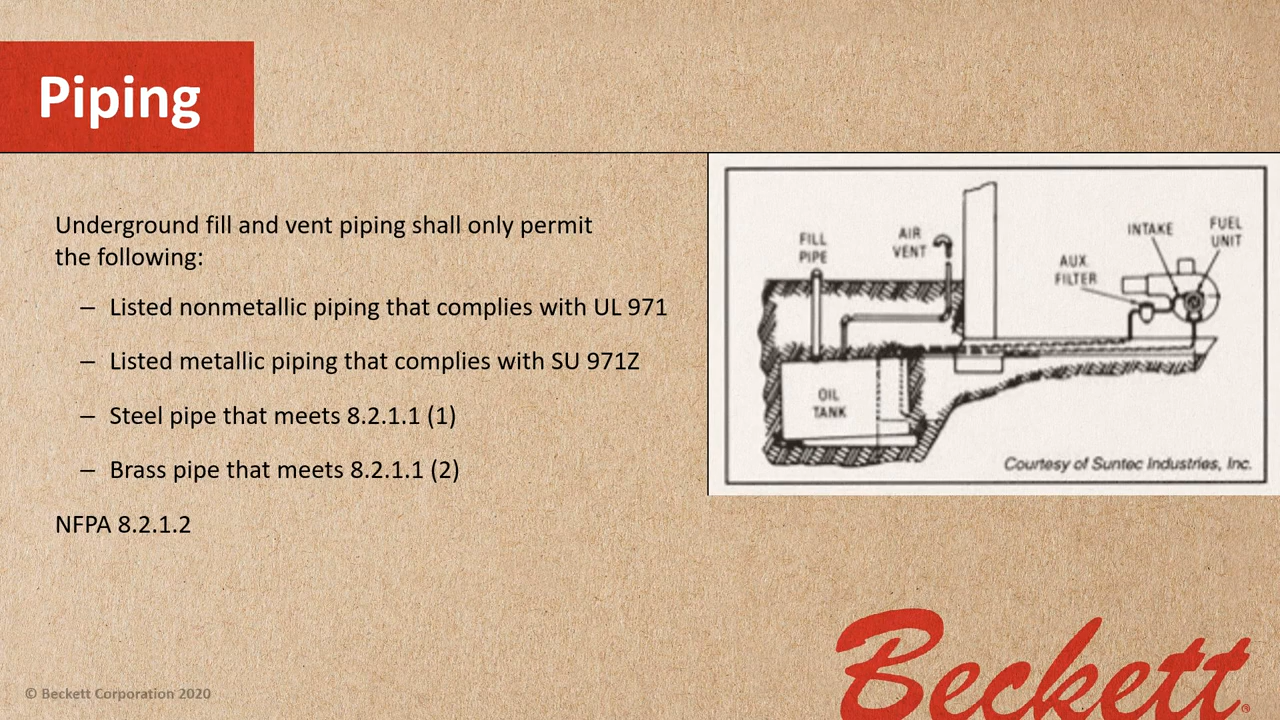 Piping
Underground fill and vent piping shall only permit
the following:
– Listed nonmetallic piping that complies with UL 971
– Listed metallic piping that complies with SU 971Z
– Steel pipe that meets 8.2.1.1 (1)
– Brass pipe that meets 8.2.1.1 (2)
NFPA 8.2.1.2
FILL
PIPE
AIR
VENT
INTAKE
FUEL
UNIT
AUX.
FILTER
OIL
TANK
Courtesy of Suntec Industries, Inc.
© Beckett Corporation 2020
Beckett®